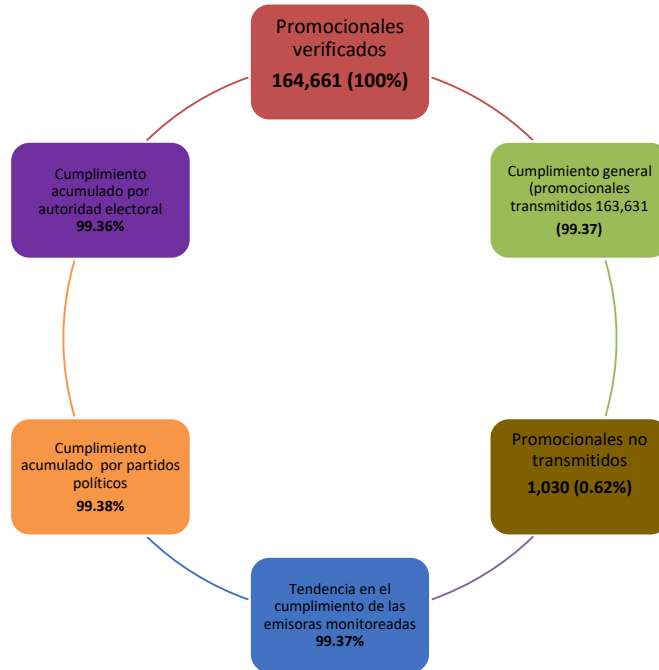 Promocionales
verificados
164,661 (100%)
Cumplimiento general
(promocionales
transmitidos 163,631
(99.37)
Promocionales no
transmitidos
1,030 (0.62%)
Tendencia en el
cumplimiento de las
emisoras monitoreadas
99.37%
Cumplimiento
acumulado por partidos
políticos
99.38%
Cumplimiento
acumulado por
autoridad electoral
99.36%